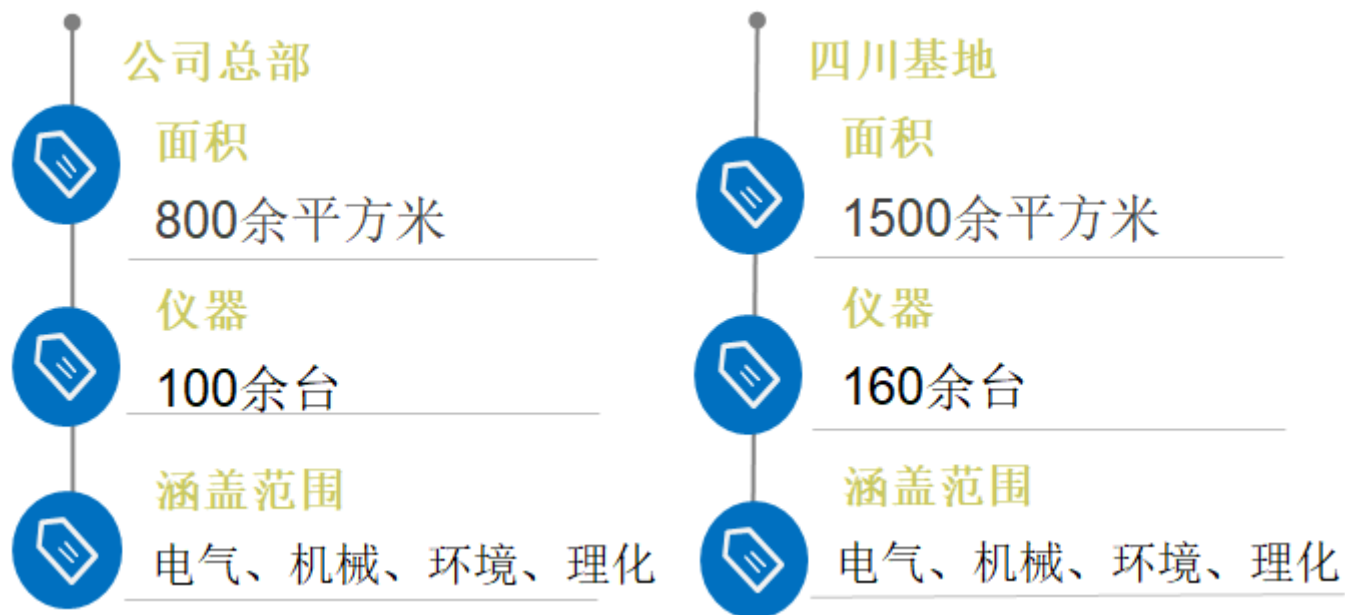 公司总部
面积
800余平方米
仪器
100余台
涵盖范围
电气、机械、环境、理化
四川基地
面积
1500余平方米
仪器
160余台
涵盖范围
电气、机械、环境、理化